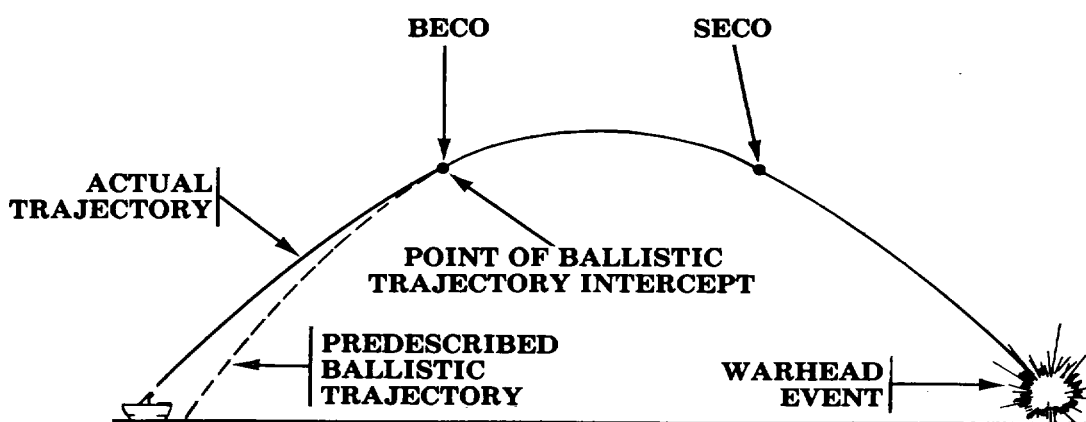 BECO
SECO
ACTUAL
TRAJECTORY
POINT OF BALLISTIC
TRAJECTORY INTERCEPT
PREDESCRIBED
BALLISTIC
TRAJECTORY
WARHEAD
EVENT